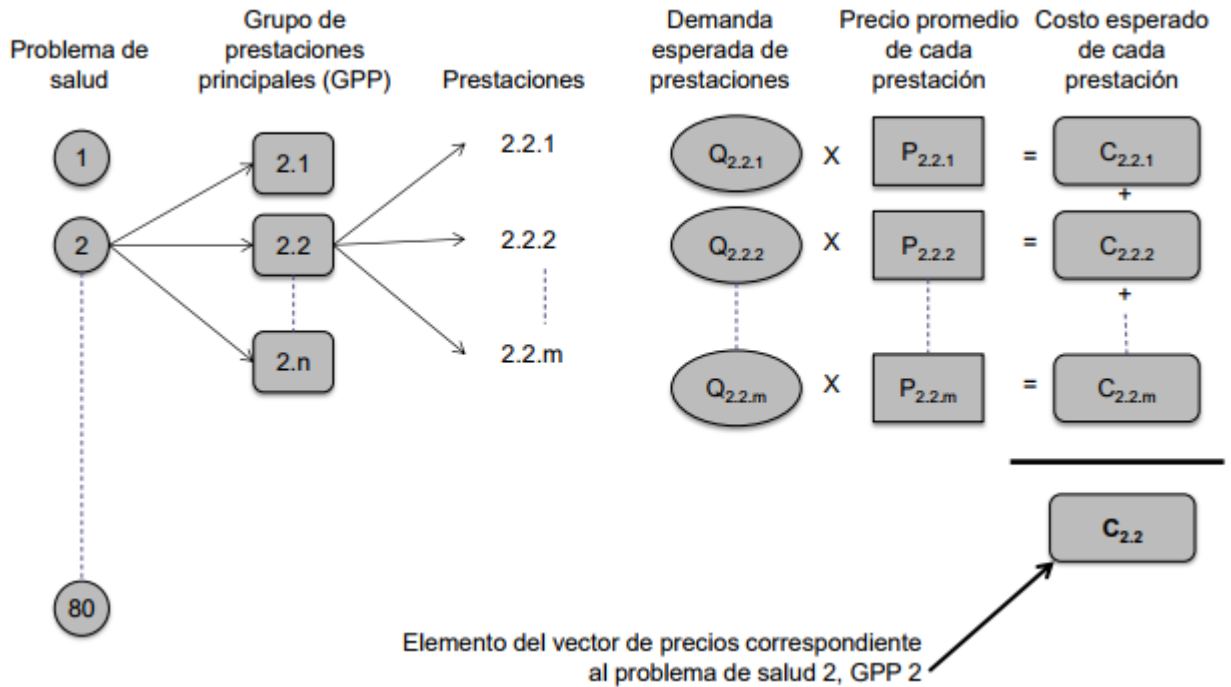 Problema de
salud
Grupo de
prestaciones
principales (GPP)
Prestaciones
Demanda
esperada de
prestaciones
Precio promedio
de cada
prestación
Costo esperado
de cada
prestación
1
2.1
2.2.1
Q2.2.1 X P2.2.1 = C2.2.1
+
2
2.2
2.2.2
Q2.2.2 X P2.2.2 = C2.2.2
+
2.n
2.2.m
Q2.2.m X P2.2.m = C2.2.m
C2.2
80
Elemento del vector de precios correspondiente
al problema de salud 2, GPP 2